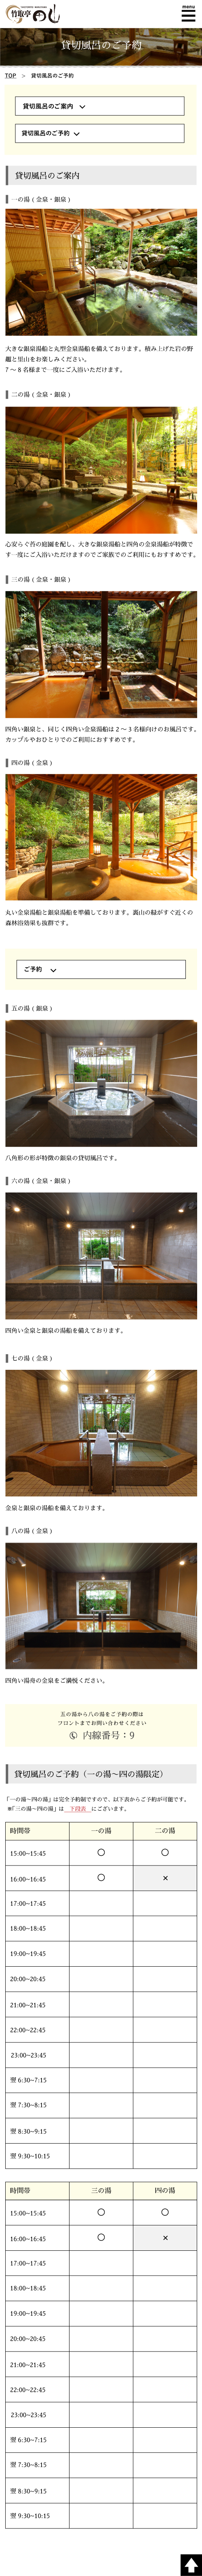 竹取亭
menu
貸切風呂のご予約
TOP ＞ 貸切風呂のご予約
貸切風呂のご案内
貸切風呂のご予約
貸切風呂のご案内
一の湯 ( 金泉・銀泉 )
大きな銀泉湯船と丸型金泉湯船を備えております。積み上げた岩の野
趣と里山をお楽しみください。
7～8名様まで一度にご入浴いただけます。
二の湯 ( 金泉・銀泉 )
心安らぐ苔の庭園を配し、大きな銀泉湯船と四角の金泉湯船が特徴で
す一度にご入浴いただけますのでご家族でのご利用にもおすすめです。
三の湯 ( 金泉・銀泉 )
四角い銀泉と、同じく四角い金泉湯船は２～３名様向けのお風呂です。
カップルやおひとりでのご利用におすすめです。
四の湯 ( 金泉 )
丸い金泉湯船と銀泉湯船を準備しております。裏山の緑がすぐ近くの
森林浴効果も抜群です。
ご予約
五の湯 ( 銀泉 )
八角形の形が特徴の銀泉の貸切風呂です。
六の湯 ( 金泉・銀泉 )
四角い金泉と銀泉の湯船を備えております。
七の湯 ( 金泉 )
金泉と銀泉の湯船を備えております。
八の湯 ( 金泉 )
四角い湯舟の金泉をご満悦ください。
五の湯から八の湯をご予約の際は
フロントまでお問い合わせください
内線番号：9
貸切風呂のご予約（一の湯～四の湯限定）
「一の湯～四の湯」は完全予約制ですので、以下表からご予約が可能です。
※「三の湯～四の湯」は 下段表 にございます。
時間帯 一の湯 二の湯
15:00~15:45 〇 〇
16:00~16:45 〇 ×
17:00~17:45
18:00~18:45
19:00~19:45
20:00~20:45
21:00~21:45
22:00~22:45
23:00~23:45
翌 6:30~7:15
翌 7:30~8:15
翌 8:30~9:15
翌 9:30~10:15
時間帯 三の湯 四の湯
15:00~15:45 〇 〇
16:00~16:45 〇 ×
17:00~17:45
18:00~18:45
19:00~19:45
20:00~20:45
21:00~21:45
22:00~22:45
23:00~23:45
翌 6:30~7:15
翌 7:30~8:15
翌 8:30~9:15
翌 9:30~10:15